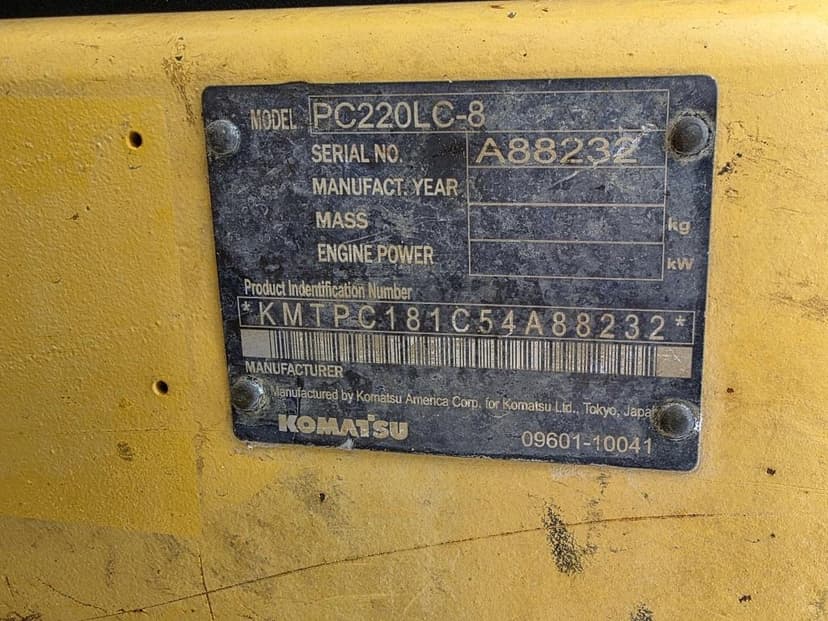 MODEL PC220LC-8
SERIAL NO. A88232
MANUFACT. YEAR
MASS kg
ENGINE POWER kW
Product Indentification Number
*KMTPC181C54A88232*
MANUFACTURER
Manufactured by Komatsu America Corp. for Komatsu Ltd., Tokyo, Japan
KOMATSU 09601-10041